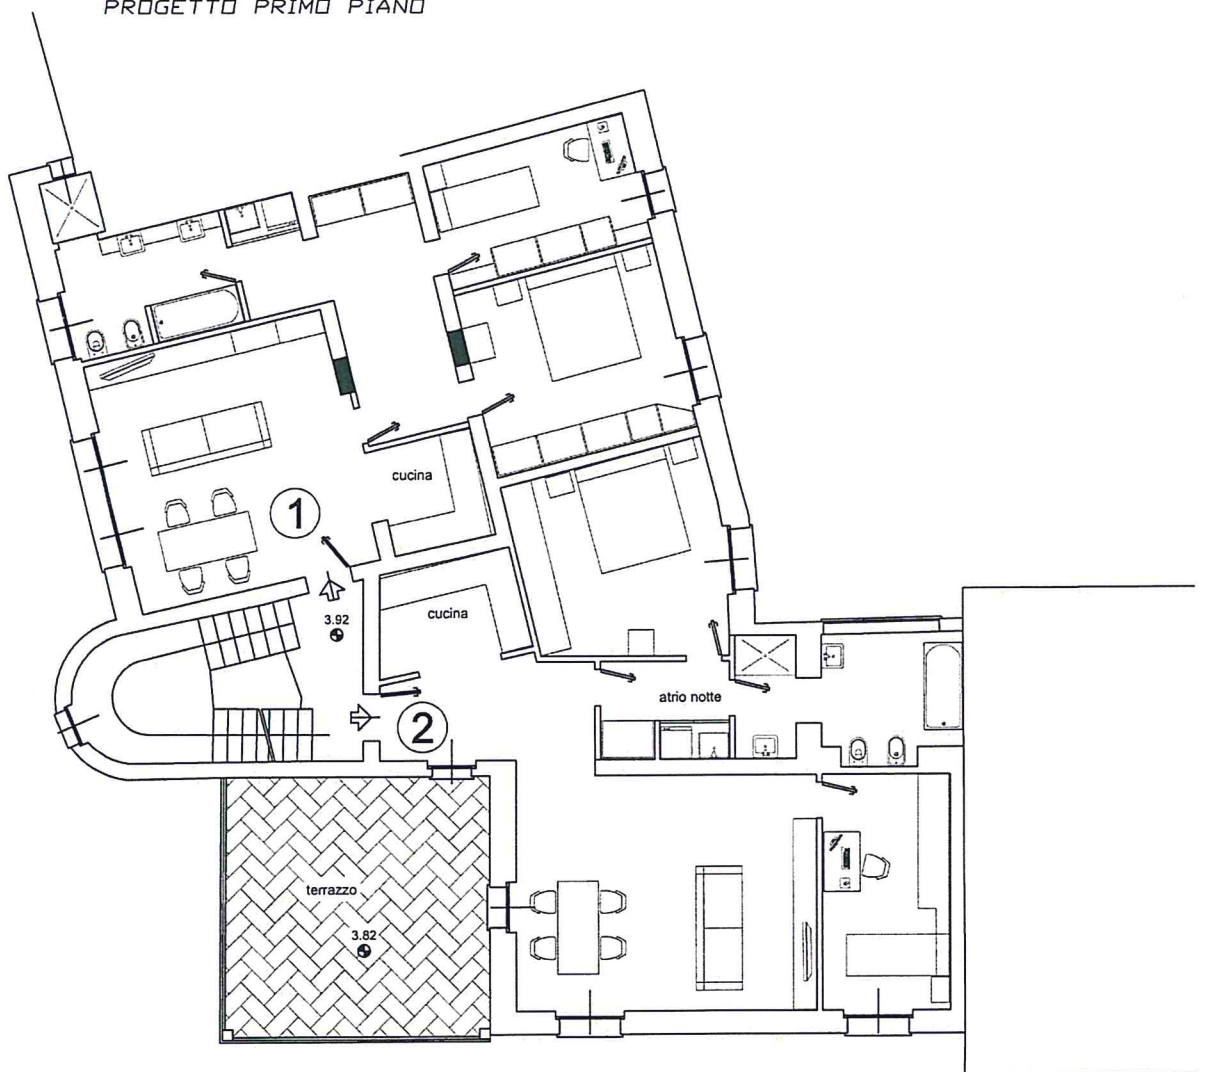 PROGETTO PRIMO PIANO
cucina
1
cucina
3.92
atrio notte
2
terrazzo
3.82